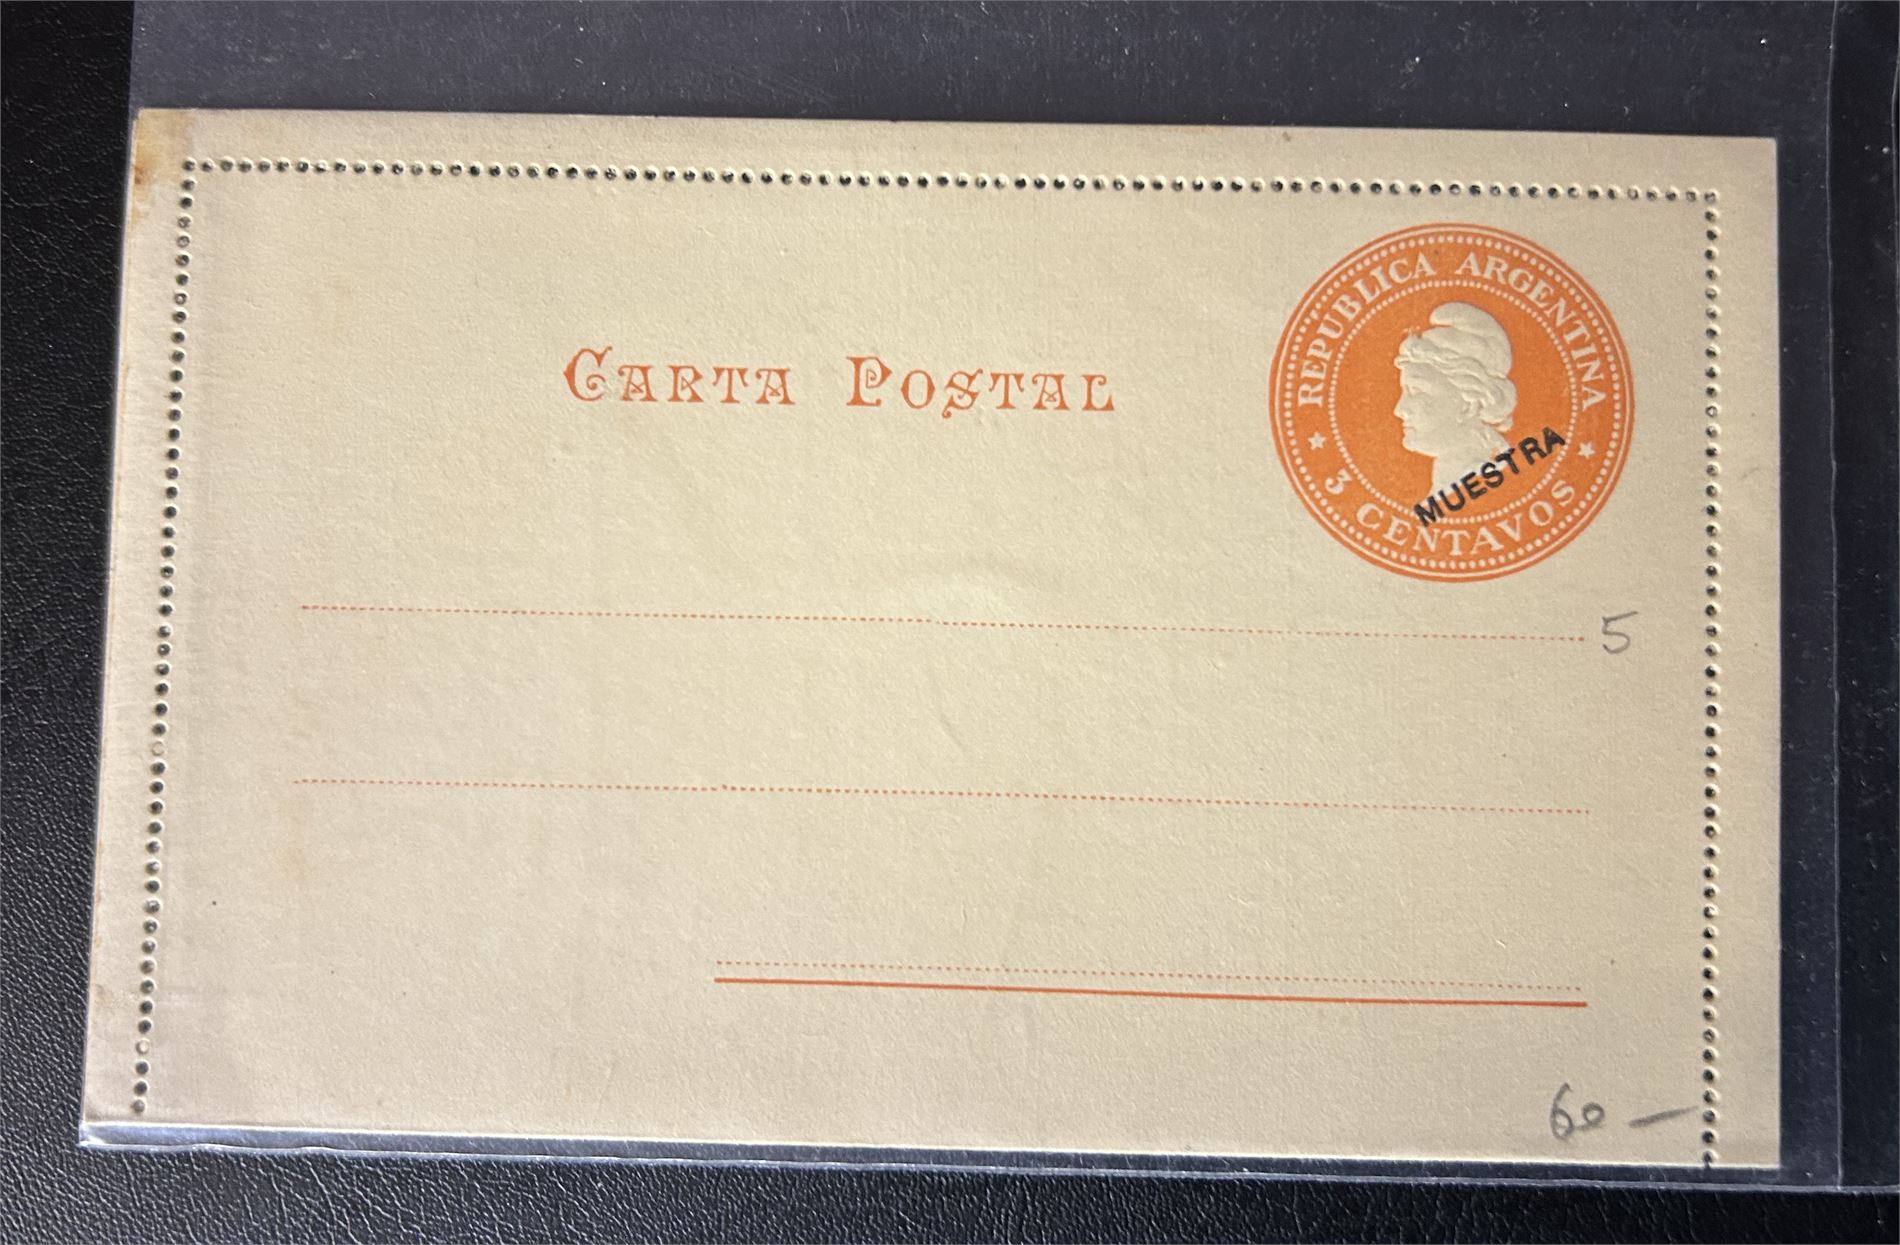 REPUBLICA ARGENTINA
CARTA POSTAL
MUESTRA
3 CENTAVOS
5
60 —